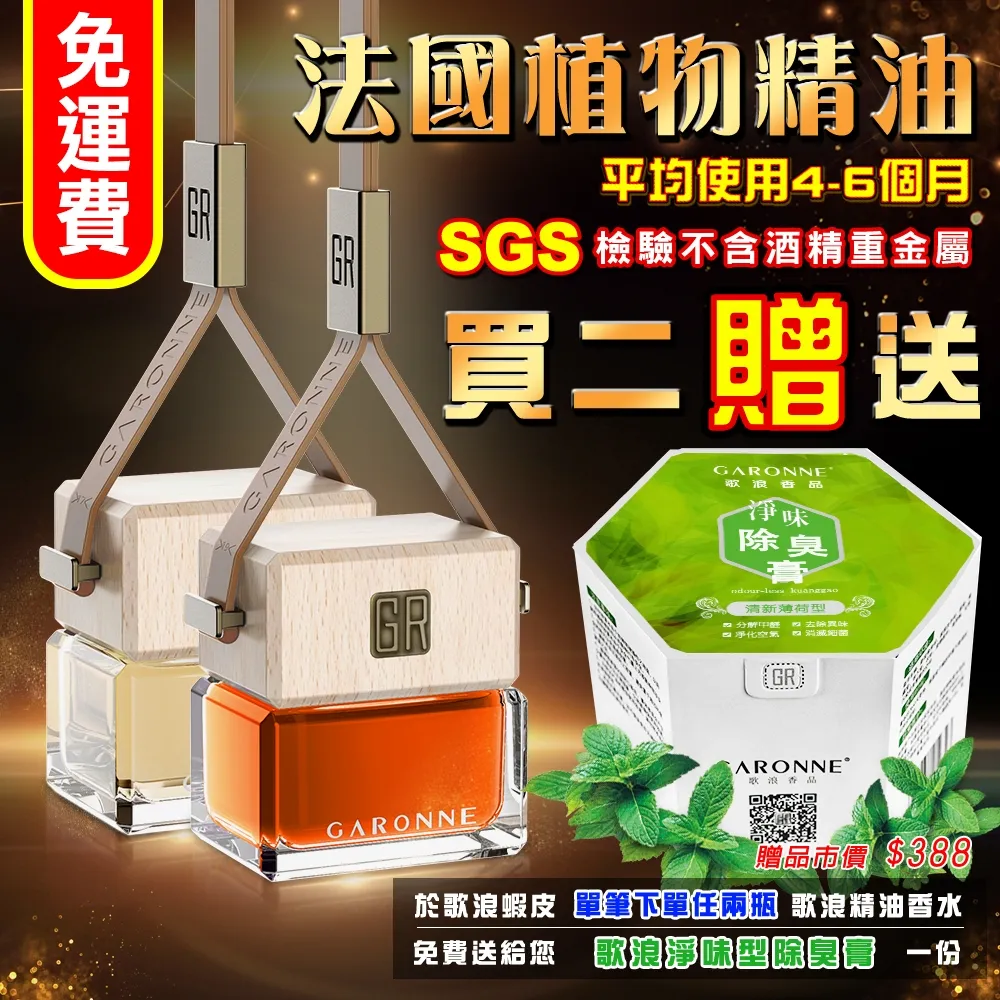 免運費
法國植物精油
平均使用4-6個月
SGS 檢驗不含酒精重金屬
買二贈送
GR
GR
GARONNE
GARONNE
GR
GARONNE
GARONNE®
歌浪香品
淨味
除臭
膏
odour-less kuangzao
清新薄荷型
分解甲醛 去除異味
淨化空氣 消滅細菌
GR
ARONNE®
歌浪香品
贈品市價 $388
於歌浪蝦皮 單筆下單任兩瓶 歌浪精油香水
免費送給您 歌浪淨味型除臭膏 一份